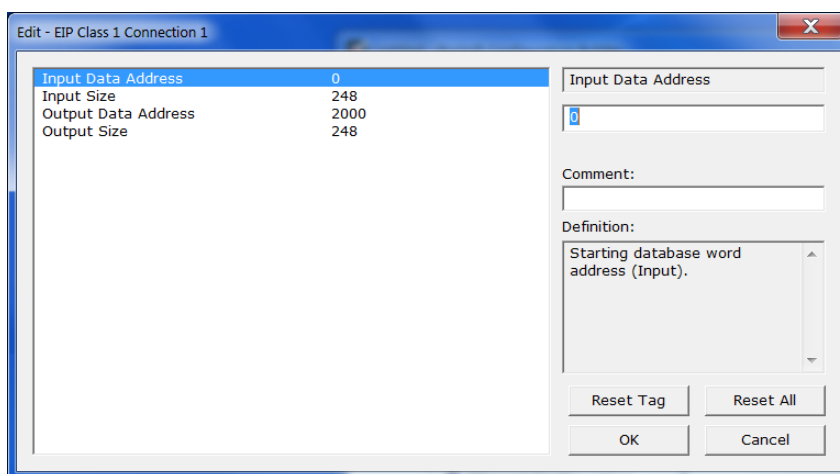 Edit - EIP Class 1 Connection 1
X
Input Data Address 0
Input Size 248
Output Data Address 2000
Output Size 248
Input Data Address
0
Comment:
Definition:
Starting database word
address (Input).
Reset Tag Reset All
OK Cancel